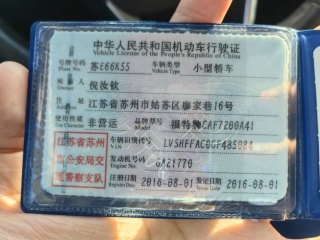 中华人民共和国机动车行驶证
Vehicle License of the People's Republic of China
号牌号码 苏E66K55 车辆类型 小型轿车
Plate No. Vehicle Type
所有人 倪汝钦
Owner
住址 江苏省苏州市姑苏区廖家巷16号
Address
使用性质 非营运 品牌型号 福特牌CAF7200A41
Use Character Model
江苏省苏州
市公安局交
通警察支队
车辆识别代号 LVSHFFAC0GF485084
VIN
发动机号码 GA21770
Engine No.
注册日期 2016-08-01 发证日期 2016-08-01
Register Date Issue Date